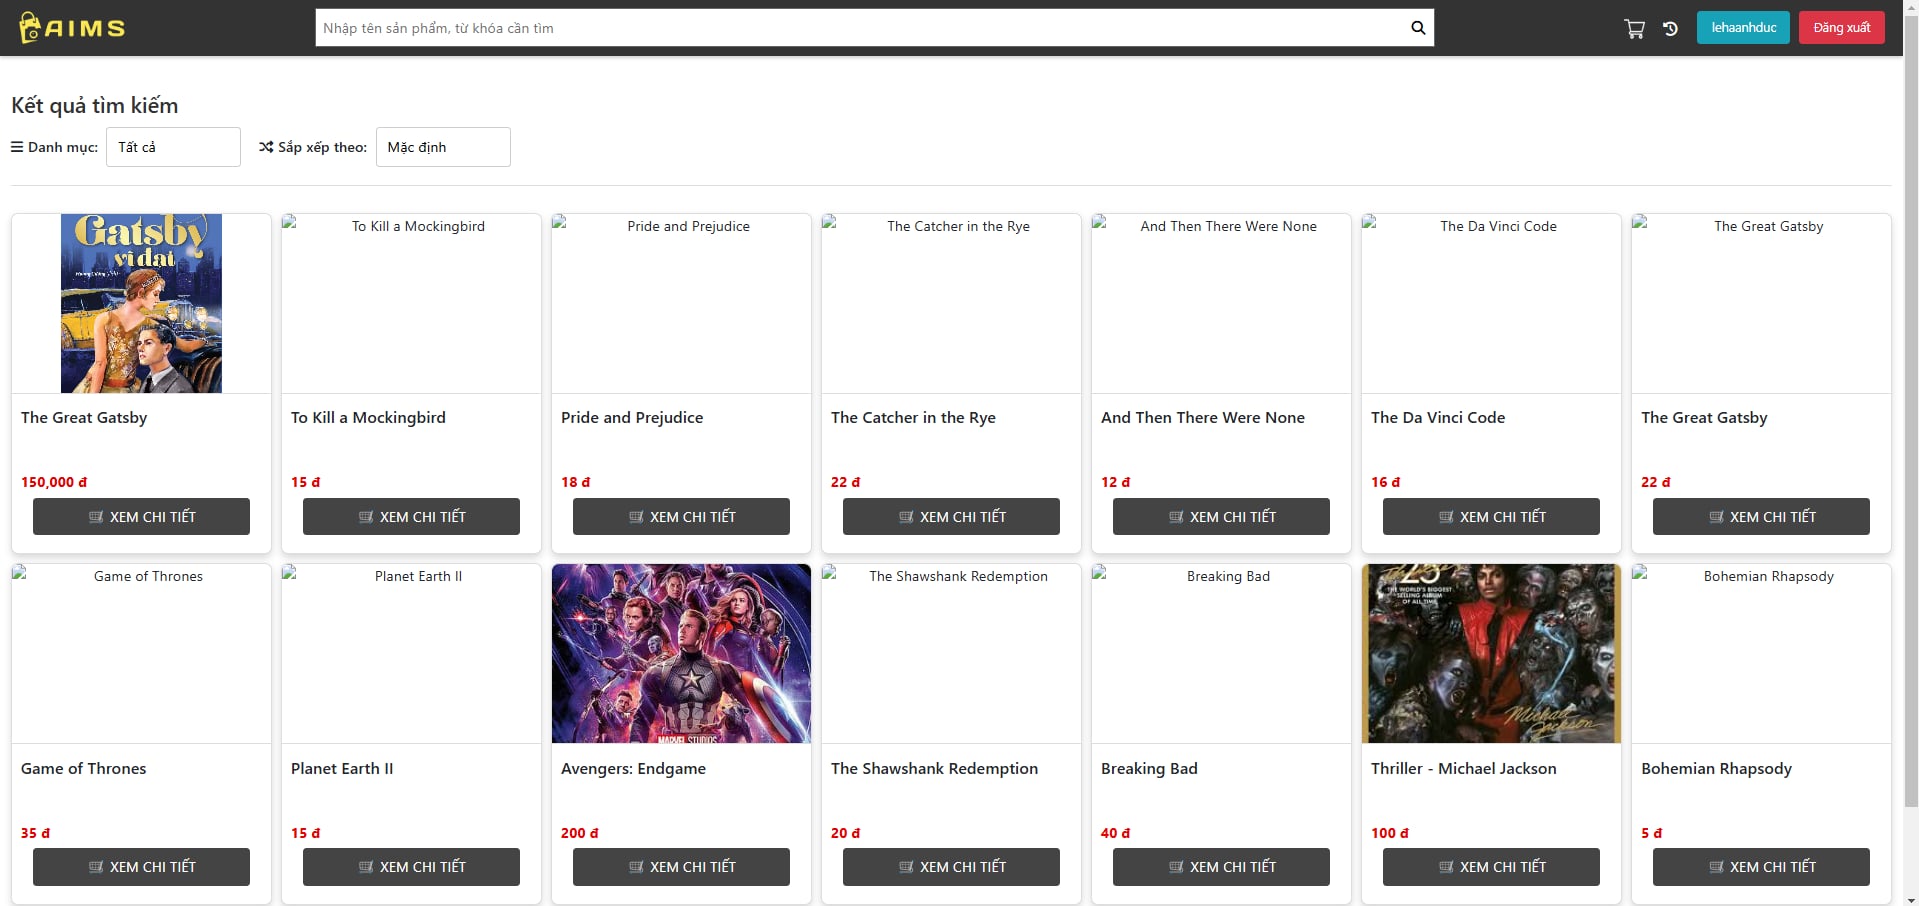 AIMS
Nhập tên sản phẩm, từ khóa cần tìm
lehaanhduc
Đăng xuất
Kết quả tìm kiếm
Danh mục:
Tất cả
Sắp xếp theo:
Mặc định
Gatsby
vĩ đại
To Kill a Mockingbird
Pride and Prejudice
The Catcher in the Rye
And Then There Were None
The Da Vinci Code
The Great Gatsby
The Great Gatsby
To Kill a Mockingbird
Pride and Prejudice
The Catcher in the Rye
And Then There Were None
The Da Vinci Code
The Great Gatsby
150,000 đ
15 đ
18 đ
22 đ
12 đ
16 đ
22 đ
XEM CHI TIẾT
XEM CHI TIẾT
XEM CHI TIẾT
XEM CHI TIẾT
XEM CHI TIẾT
XEM CHI TIẾT
XEM CHI TIẾT
Game of Thrones
Planet Earth II
MARVEL STUDIOS
The Shawshank Redemption
Breaking Bad
25
THE WORLD'S BIGGEST
SELLING ALBUM
OF ALL TIME
Michael
Jackson
Bohemian Rhapsody
Game of Thrones
Planet Earth II
Avengers: Endgame
The Shawshank Redemption
Breaking Bad
Thriller - Michael Jackson
Bohemian Rhapsody
35 đ
15 đ
200 đ
20 đ
40 đ
100 đ
5 đ
XEM CHI TIẾT
XEM CHI TIẾT
XEM CHI TIẾT
XEM CHI TIẾT
XEM CHI TIẾT
XEM CHI TIẾT
XEM CHI TIẾT